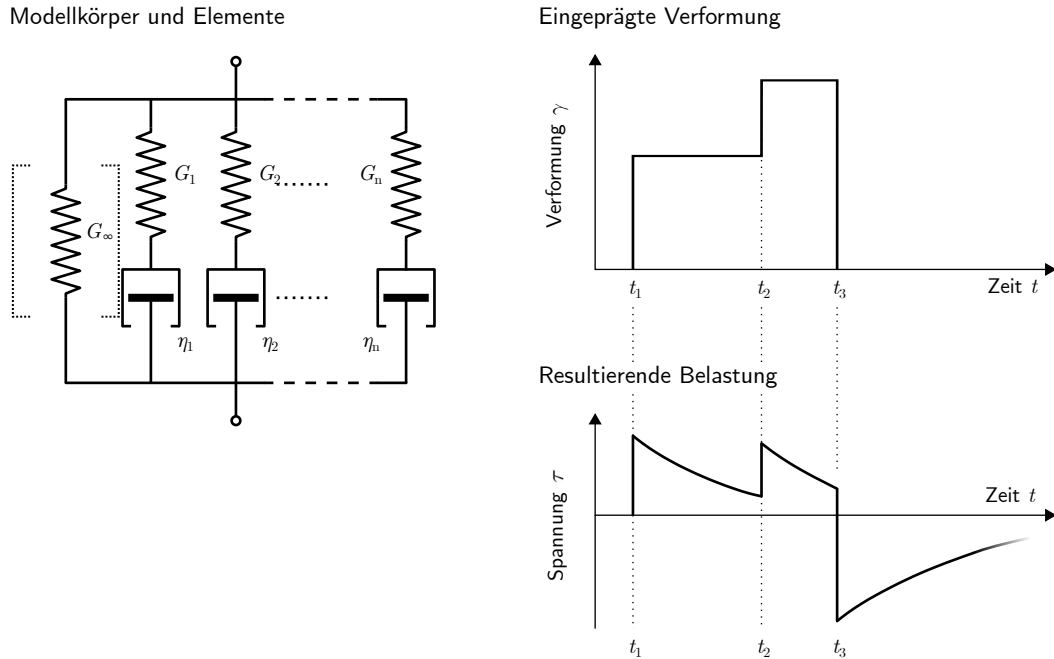 Modellkörper und Elemente
G∞
G1
G2
.......
Gn
η1
η2
.......
ηn
Eingeprägte Verformung
Verformung γ
t1
t2
t3
Zeit t
Resultierende Belastung
Spannung τ
Zeit t
t1
t2
t3